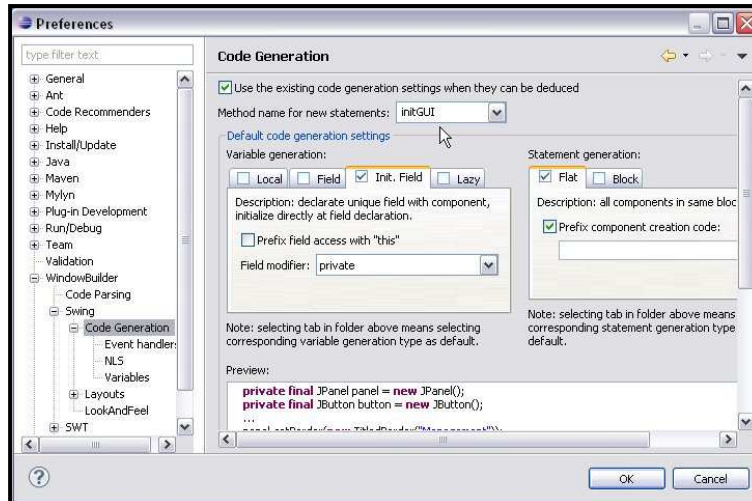 Preferences
type filter text
General
Ant
Code Recommenders
Help
Install/Update
Java
Maven
Mylyn
Plug-in Development
Run/Debug
Team
Validation
WindowBuilder
Code Parsing
Swing
Code Generation
Event handlers
NLS
Variables
Layouts
LookAndFeel
SWT
Code Generation
Use the existing code generation settings when they can be deduced
Method name for new statements: initGUI
Default code generation settings
Variable generation:
Local Field Init. Field Lazy
Description: declare unique field with component,
initialize directly at field declaration.
Prefix field access with "this"
Field modifier: private
Note: selecting tab in folder above means selecting
corresponding variable generation type as default.
Statement generation:
Flat Block
Description: all components in same bloc
Prefix component creation code:
Note: selecting tab in folder above means
corresponding statement generation type
default.
Preview:
private final JPanel panel = new JPanel();
private final JButton button = new JButton();
...
panel.setBorder(new TitledBorder("Management"));
OK Cancel